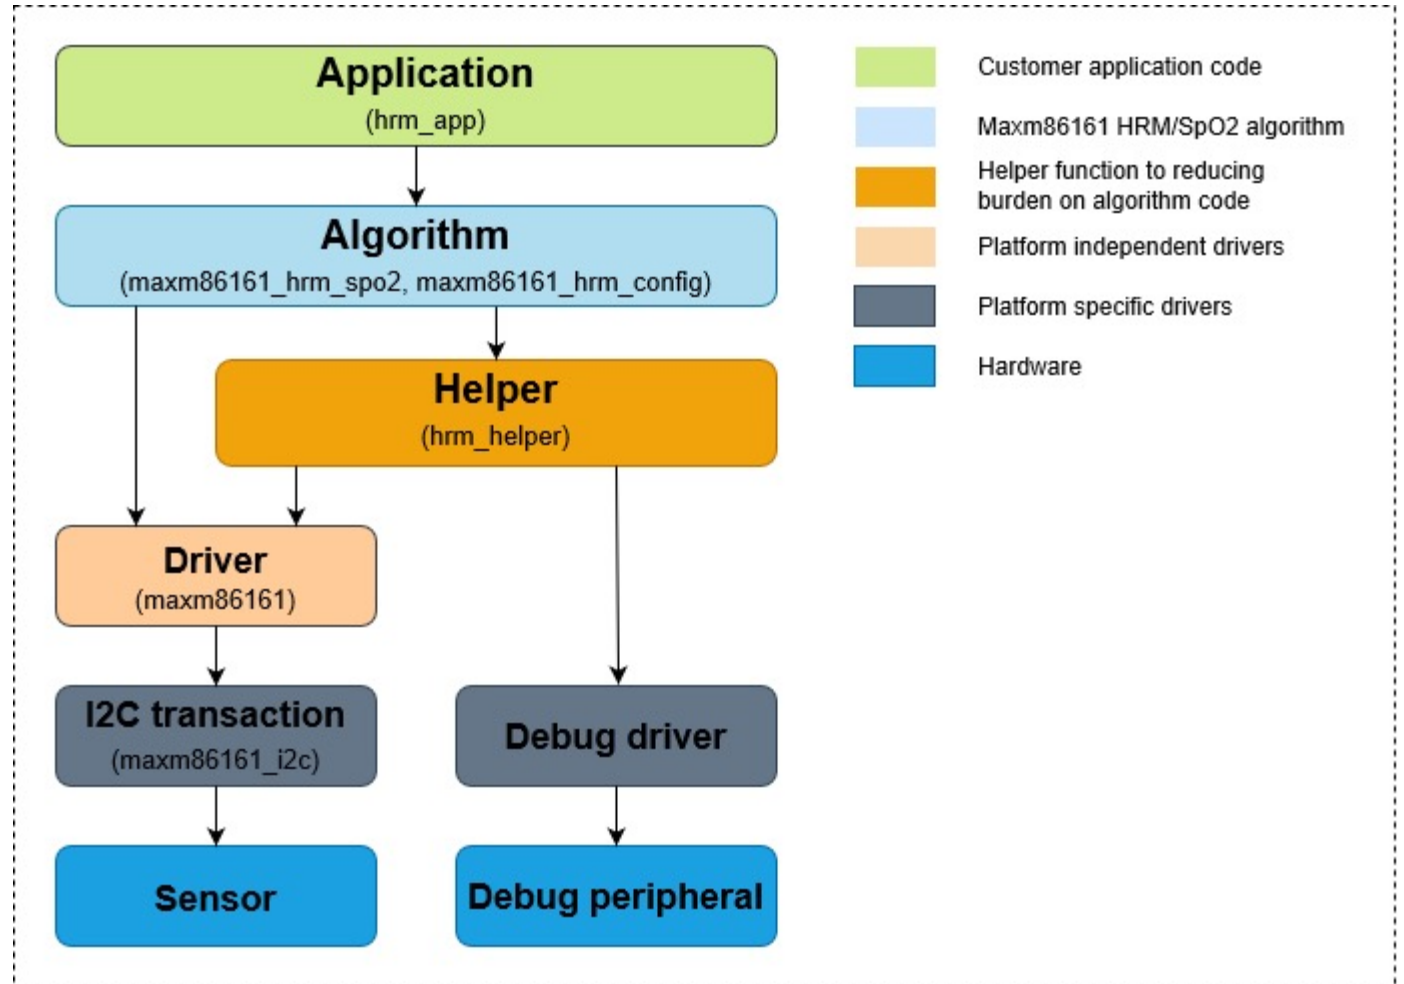 Application
(hrm_app)
Algorithm
(maxm86161_hrm_spo2, maxm86161_hrm_config)
Helper
(hrm_helper)
Driver
(maxm86161)
I2C transaction
(maxm86161_i2c)
Debug driver
Sensor
Debug peripheral
Customer application code
Maxm86161 HRM/SpO2 algorithm
Helper function to reducing
burden on algorithm code
Platform independent drivers
Platform specific drivers
Hardware